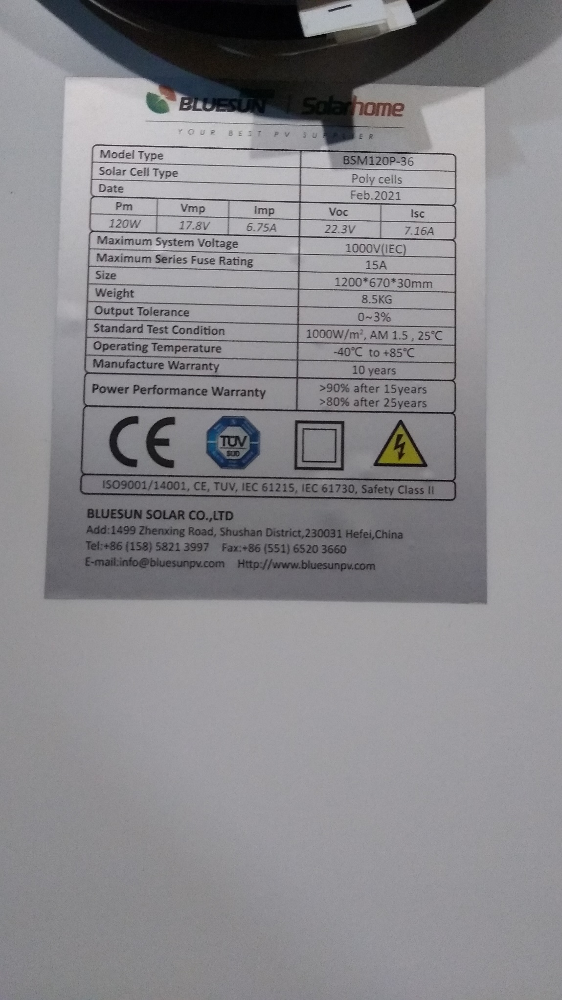 BLUESUN | Solarhome
YOUR BEST PV SUPPLIER
Model Type BSM120P-36
Solar Cell Type Poly cells
Date Feb.2021
Pm Vmp Imp Voc Isc
120W 17.8V 6.75A 22.3V 7.16A
Maximum System Voltage 1000V(IEC)
Maximum Series Fuse Rating 15A
Size 1200*670*30mm
Weight 8.5KG
Output Tolerance 0~3%
Standard Test Condition 1000W/m², AM 1.5 , 25℃
Operating Temperature -40℃ to +85℃
Manufacture Warranty 10 years
Power Performance Warranty >90% after 15years
>80% after 25years
CE TÜV
SÜD
ISO9001/14001, CE, TUV, IEC 61215, IEC 61730, Safety Class II
BLUESUN SOLAR CO.,LTD
Add:1499 Zhenxing Road, Shushan District,230031 Hefei,China
Tel:+86 (158) 5821 3997 Fax:+86 (551) 6520 3660
E-mail:info@bluesunpv.com Http://www.bluesunpv.com